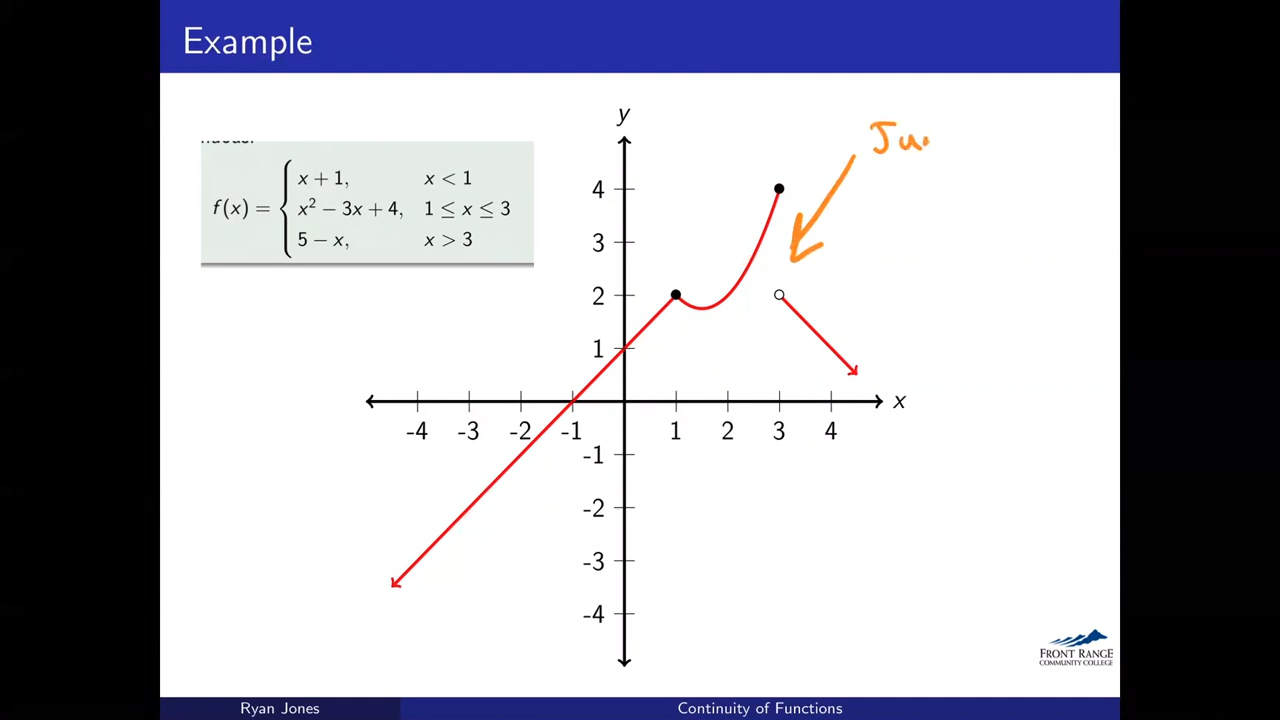 Example
y
Ju
f(x) = { x + 1, x < 1
x² − 3x + 4, 1 ≤ x ≤ 3
5 − x, x > 3
4
3
2
1
x
-4 -3 -2 -1 1 2 3 4
-1
-2
-3
-4
FRONT RANGE
COMMUNITY COLLEGE
Ryan Jones Continuity of Functions